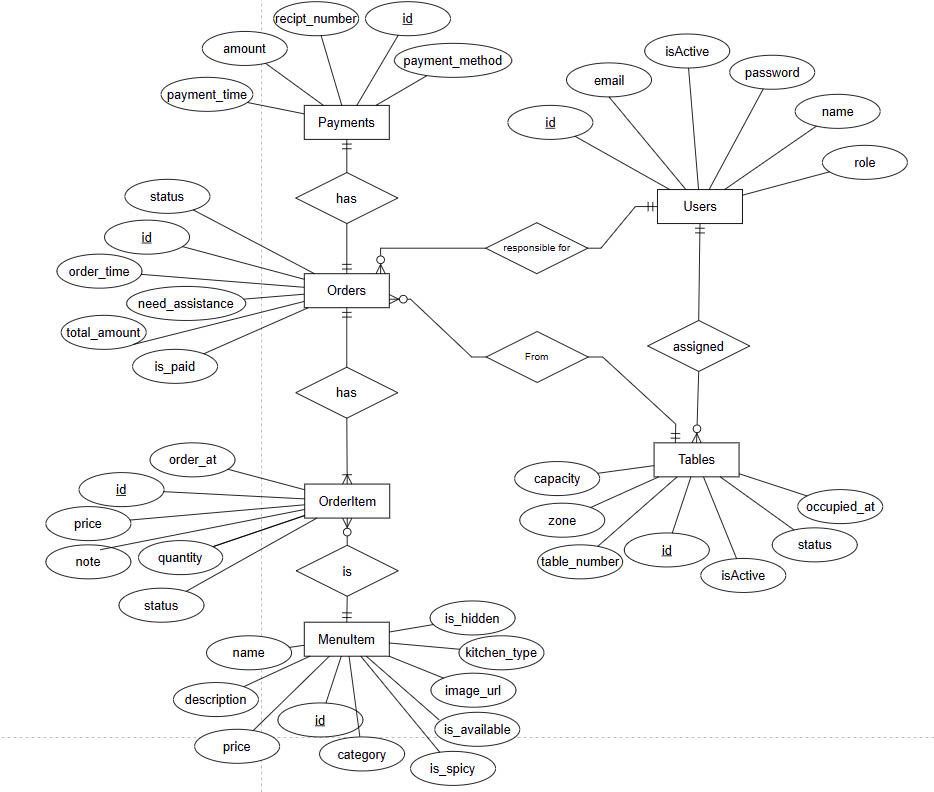 recipt_number
id
amount
payment_method
payment_time
Payments
isActive
email
password
id
name
role
Users
has
status
id
order_time
need_assistance
total_amount
is_paid
Orders
responsible for
From
assigned
has
order_at
id
price
note
quantity
status
OrderItem
Tables
capacity
zone
table_number
id
isActive
status
occupied_at
is
MenuItem
is_hidden
kitchen_type
image_url
is_available
is_spicy
name
description
price
id
category